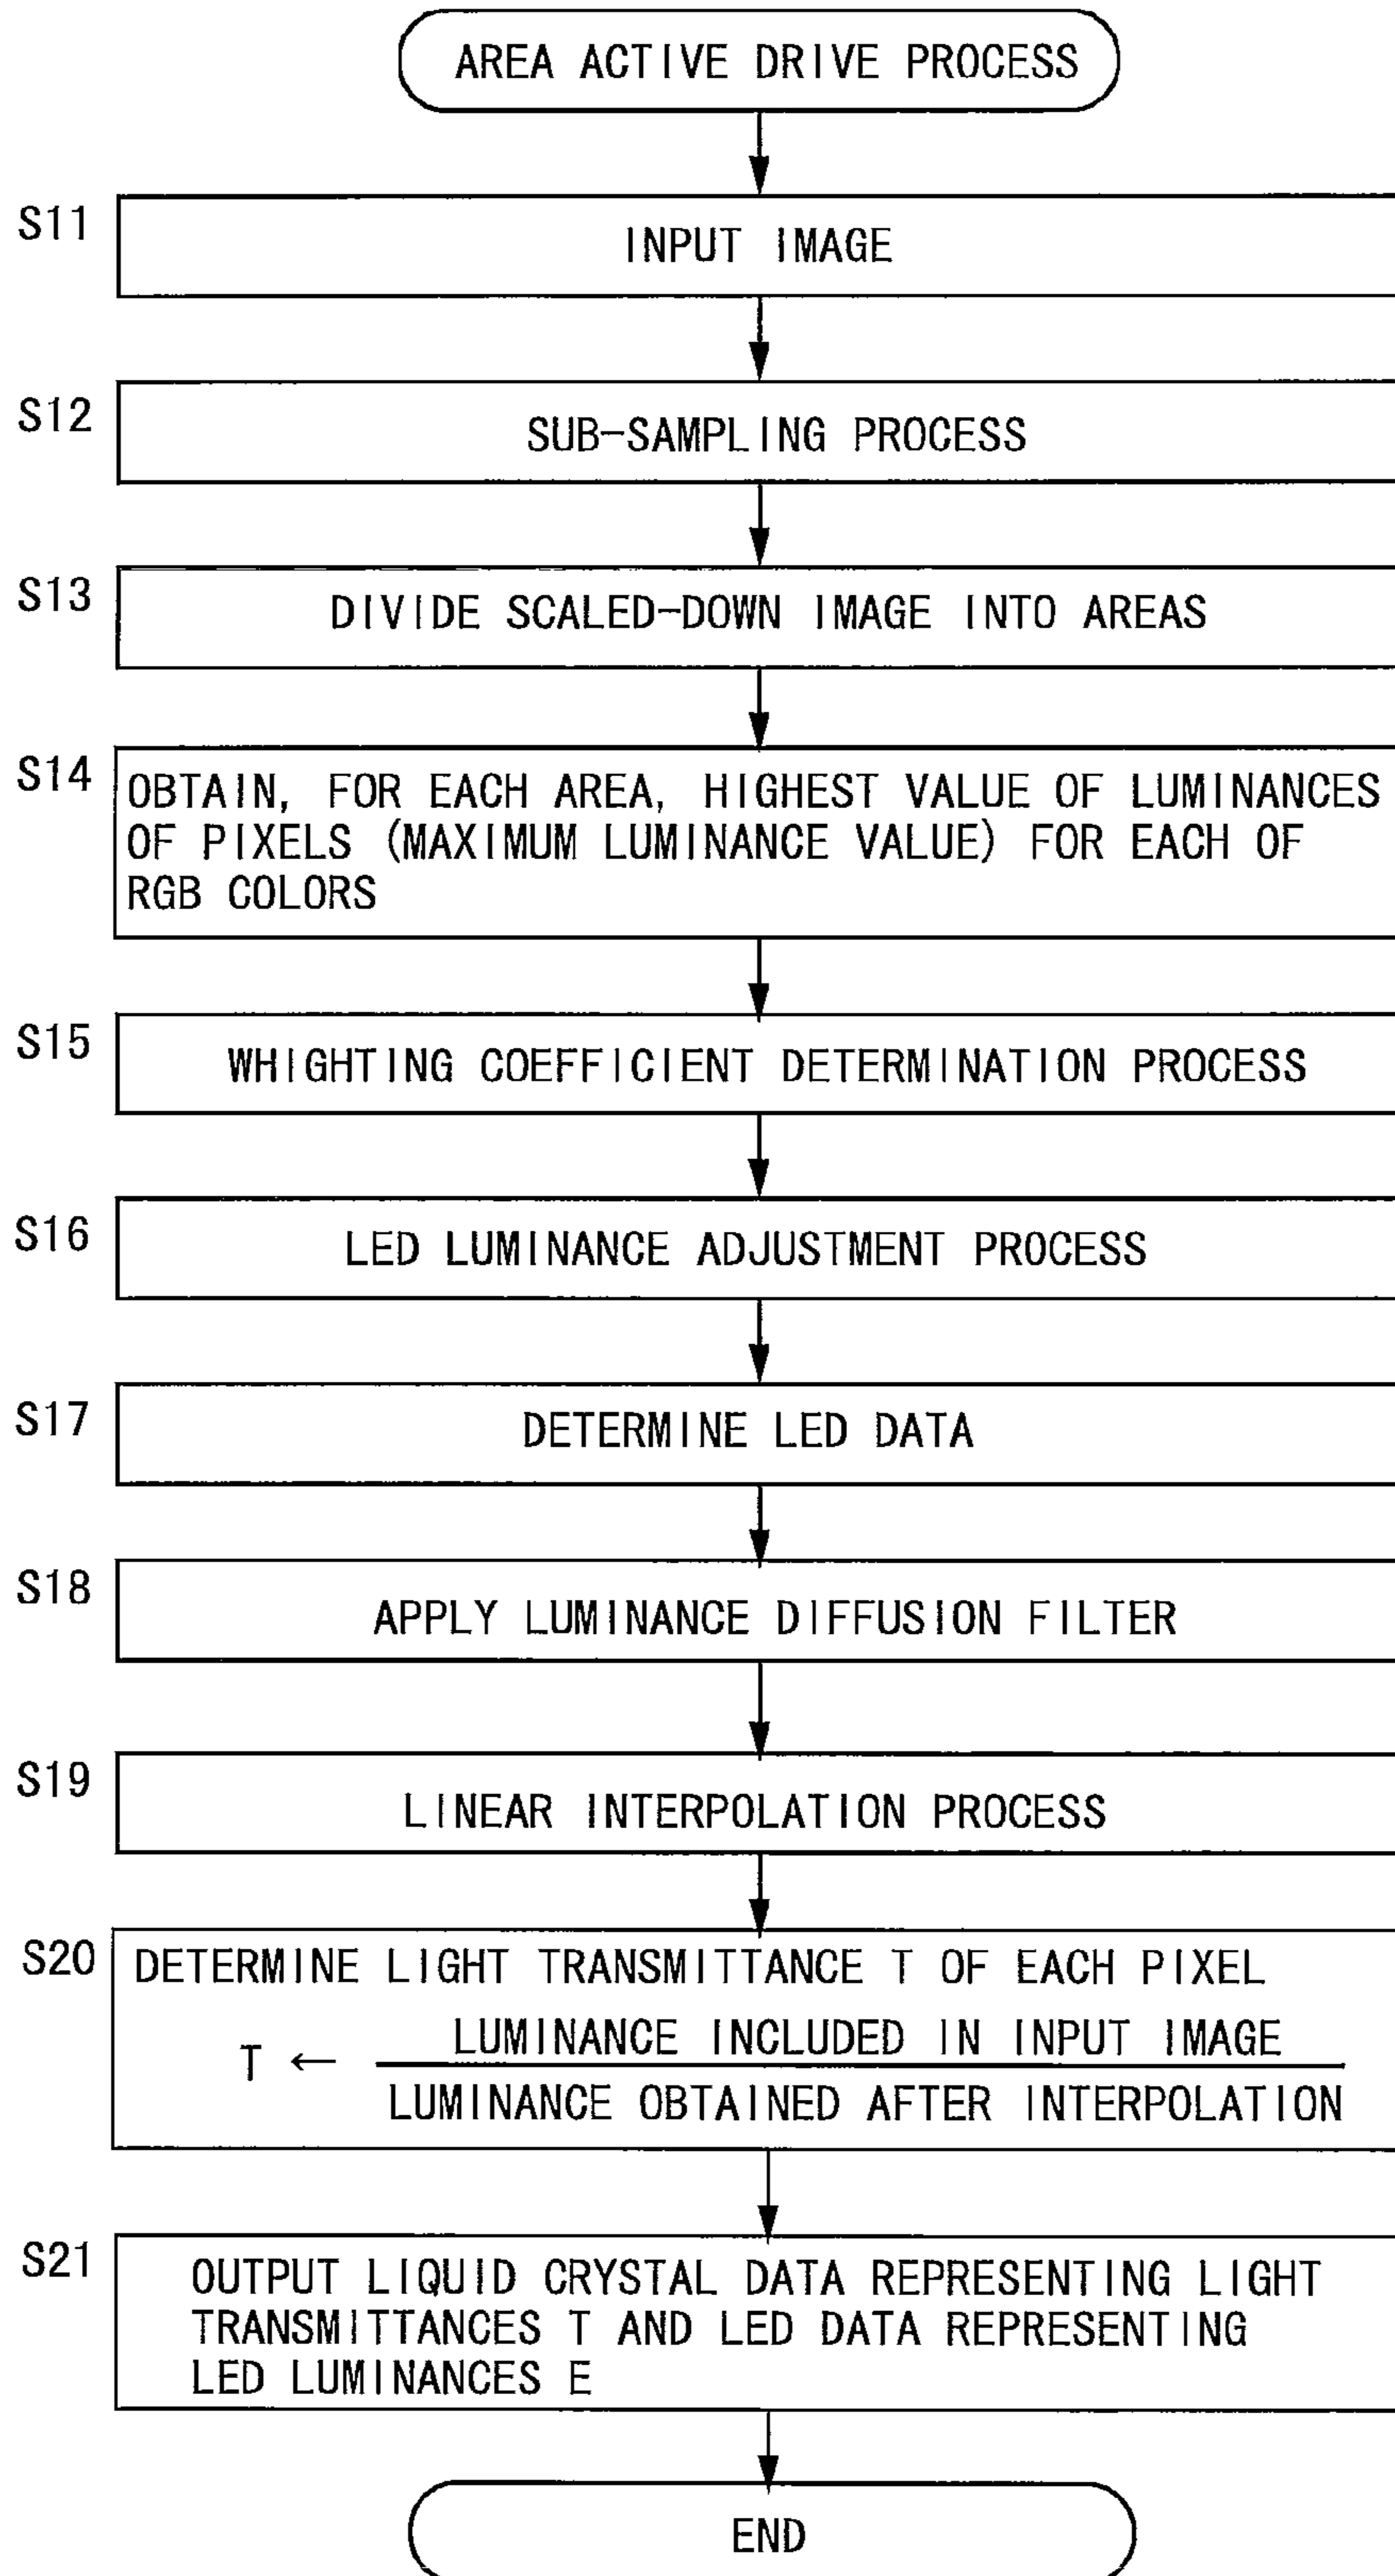 AREA ACTIVE DRIVE PROCESS
S11
INPUT IMAGE
S12
SUB-SAMPLING PROCESS
S13
DIVIDE SCALED-DOWN IMAGE INTO AREAS
S14
OBTAIN, FOR EACH AREA, HIGHEST VALUE OF LUMINANCES
OF PIXELS (MAXIMUM LUMINANCE VALUE) FOR EACH OF
RGB COLORS
S15
WHIGHTING COEFFICIENT DETERMINATION PROCESS
S16
LED LUMINANCE ADJUSTMENT PROCESS
S17
DETERMINE LED DATA
S18
APPLY LUMINANCE DIFFUSION FILTER
S19
LINEAR INTERPOLATION PROCESS
S20
DETERMINE LIGHT TRANSMITTANCE T OF EACH PIXEL
LUMINANCE INCLUDED IN INPUT IMAGE
T ←
LUMINANCE OBTAINED AFTER INTERPOLATION
S21
OUTPUT LIQUID CRYSTAL DATA REPRESENTING LIGHT
TRANSMITTANCES T AND LED DATA REPRESENTING
LED LUMINANCES E
END